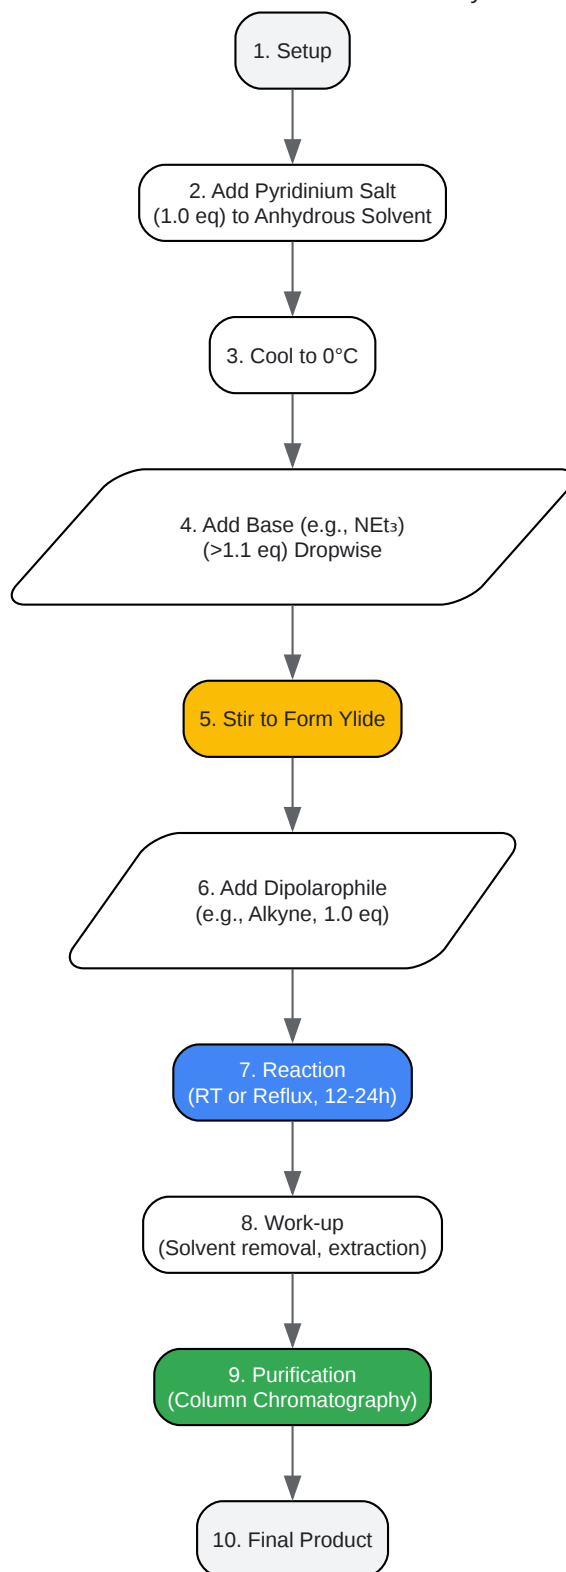 1. Setup
2. Add Pyridinium Salt
(1.0 eq) to Anhydrous Solvent
3. Cool to 0°C
4. Add Base (e.g., NEt₃)
(>1.1 eq) Dropwise
5. Stir to Form Ylide
6. Add Dipolarophile
(e.g., Alkyne, 1.0 eq)
7. Reaction
(RT or Reflux, 12-24h)
8. Work-up
(Solvent removal, extraction)
9. Purification
(Column Chromatography)
10. Final Product